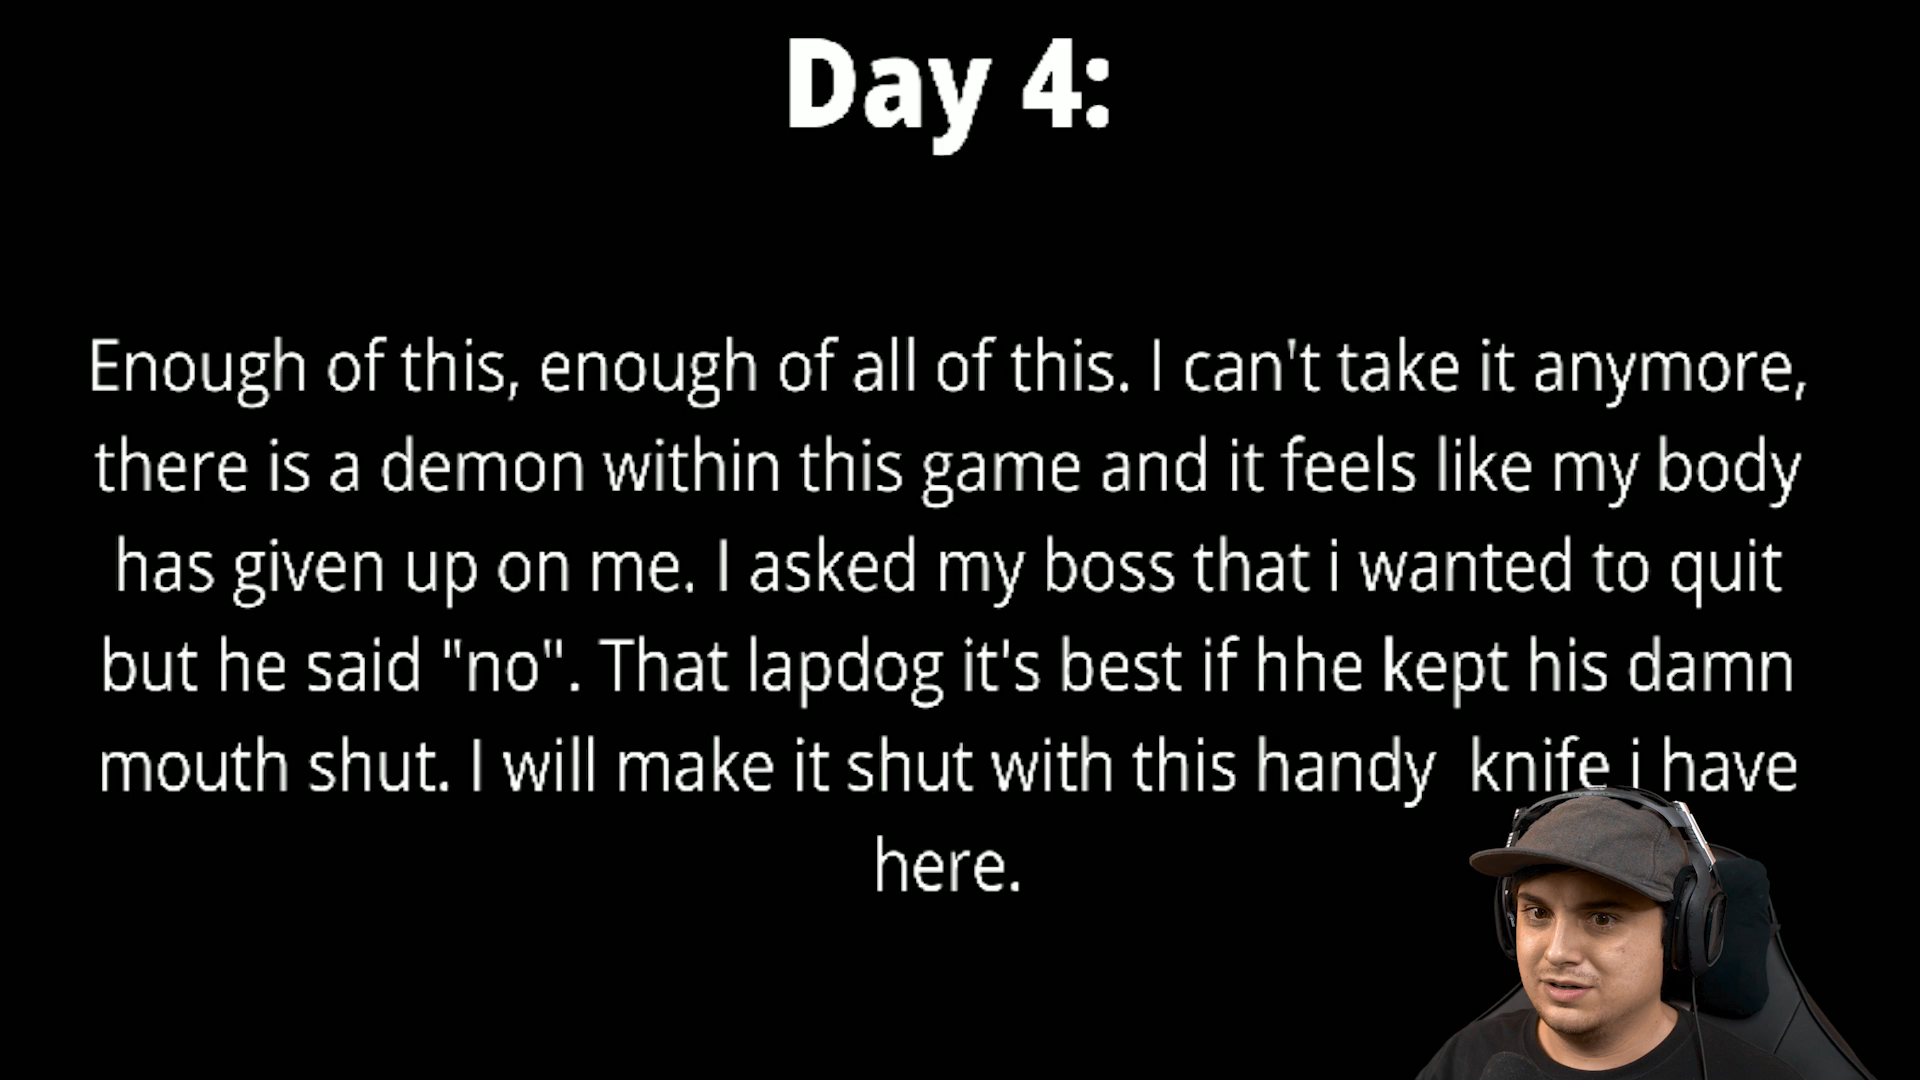 Day 4:
Enough of this, enough of all of this. I can't take it anymore,
there is a demon within this game and it feels like my body
has given up on me. I asked my boss that i wanted to quit
but he said "no". That lapdog it's best if hhe kept his damn
mouth shut. I will make it shut with this handy  knife i have
here.